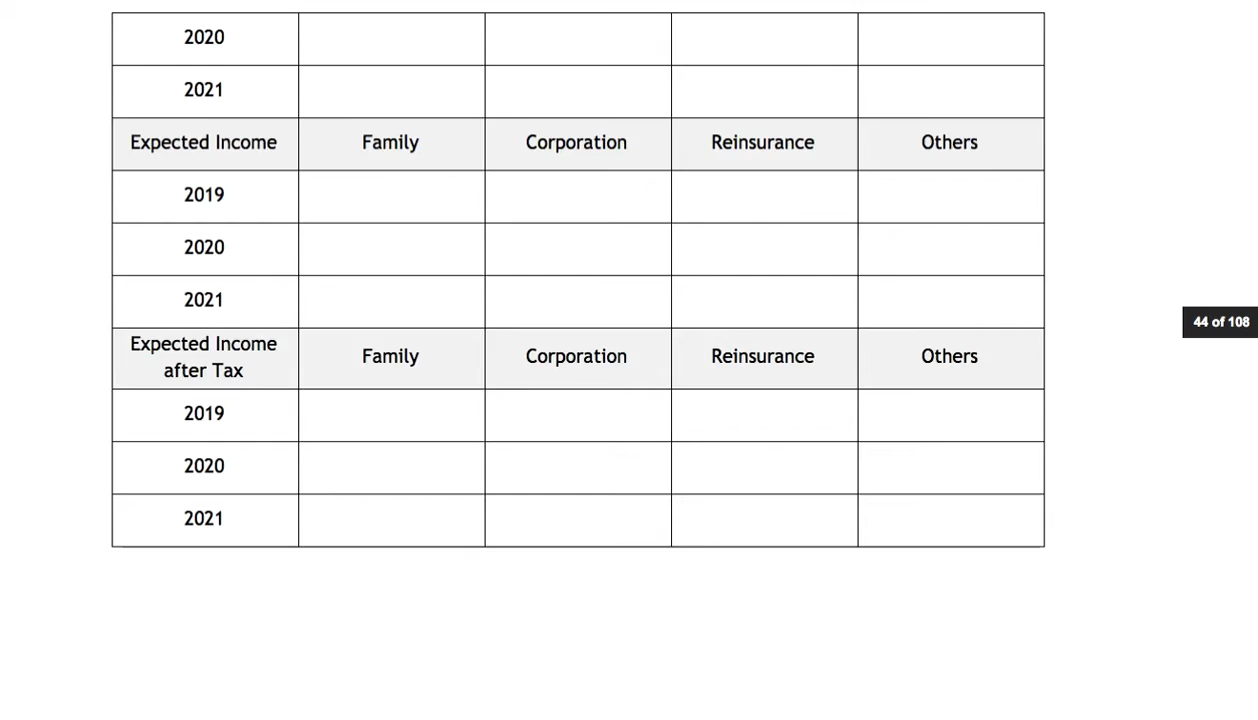 2020
2021
Expected Income Family Corporation Reinsurance Others
2019
2020
2021
Expected Income
after Tax Family Corporation Reinsurance Others
2019
2020
2021
44 of 108